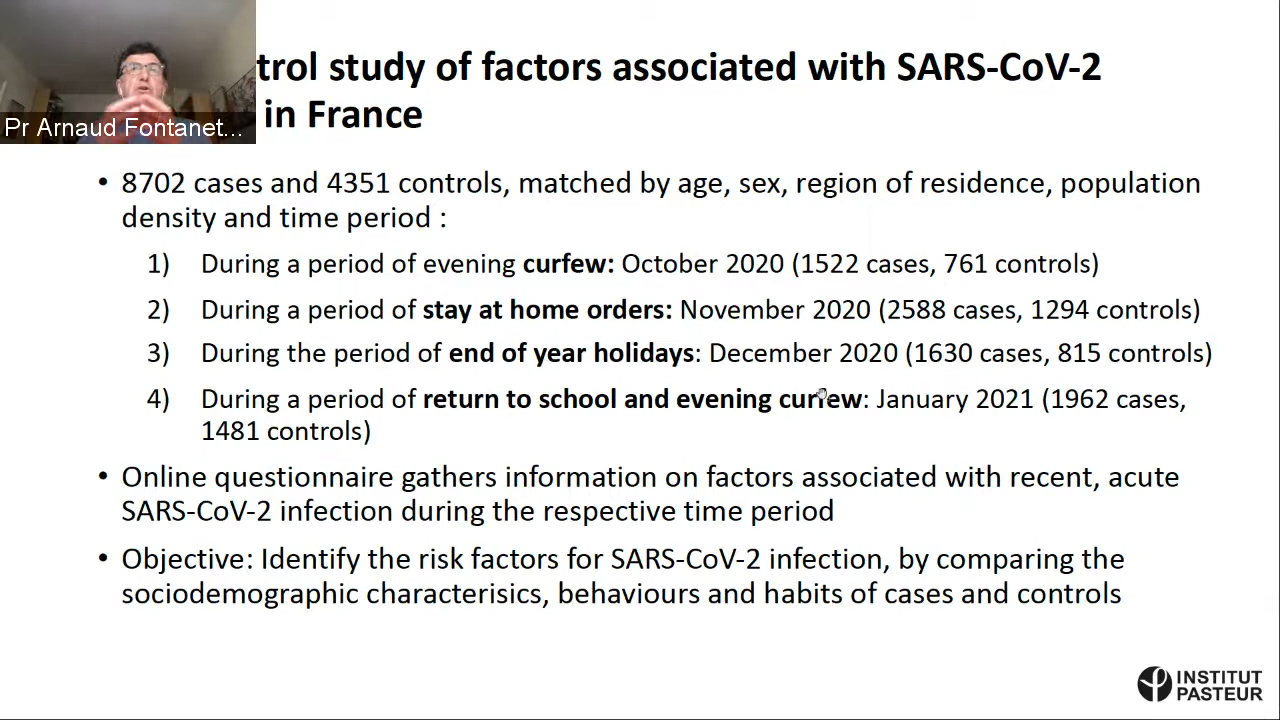 trol study of factors associated with SARS-CoV-2
in France
Pr Arnaud Fontanet...
• 8702 cases and 4351 controls, matched by age, sex, region of residence, population
density and time period :
1) During a period of evening curfew: October 2020 (1522 cases, 761 controls)
2) During a period of stay at home orders: November 2020 (2588 cases, 1294 controls)
3) During the period of end of year holidays: December 2020 (1630 cases, 815 controls)
4) During a period of return to school and evening curfew: January 2021 (1962 cases,
1481 controls)
• Online questionnaire gathers information on factors associated with recent, acute
SARS-CoV-2 infection during the respective time period
• Objective: Identify the risk factors for SARS-CoV-2 infection, by comparing the
sociodemographic characterisics, behaviours and habits of cases and controls
INSTITUT
PASTEUR